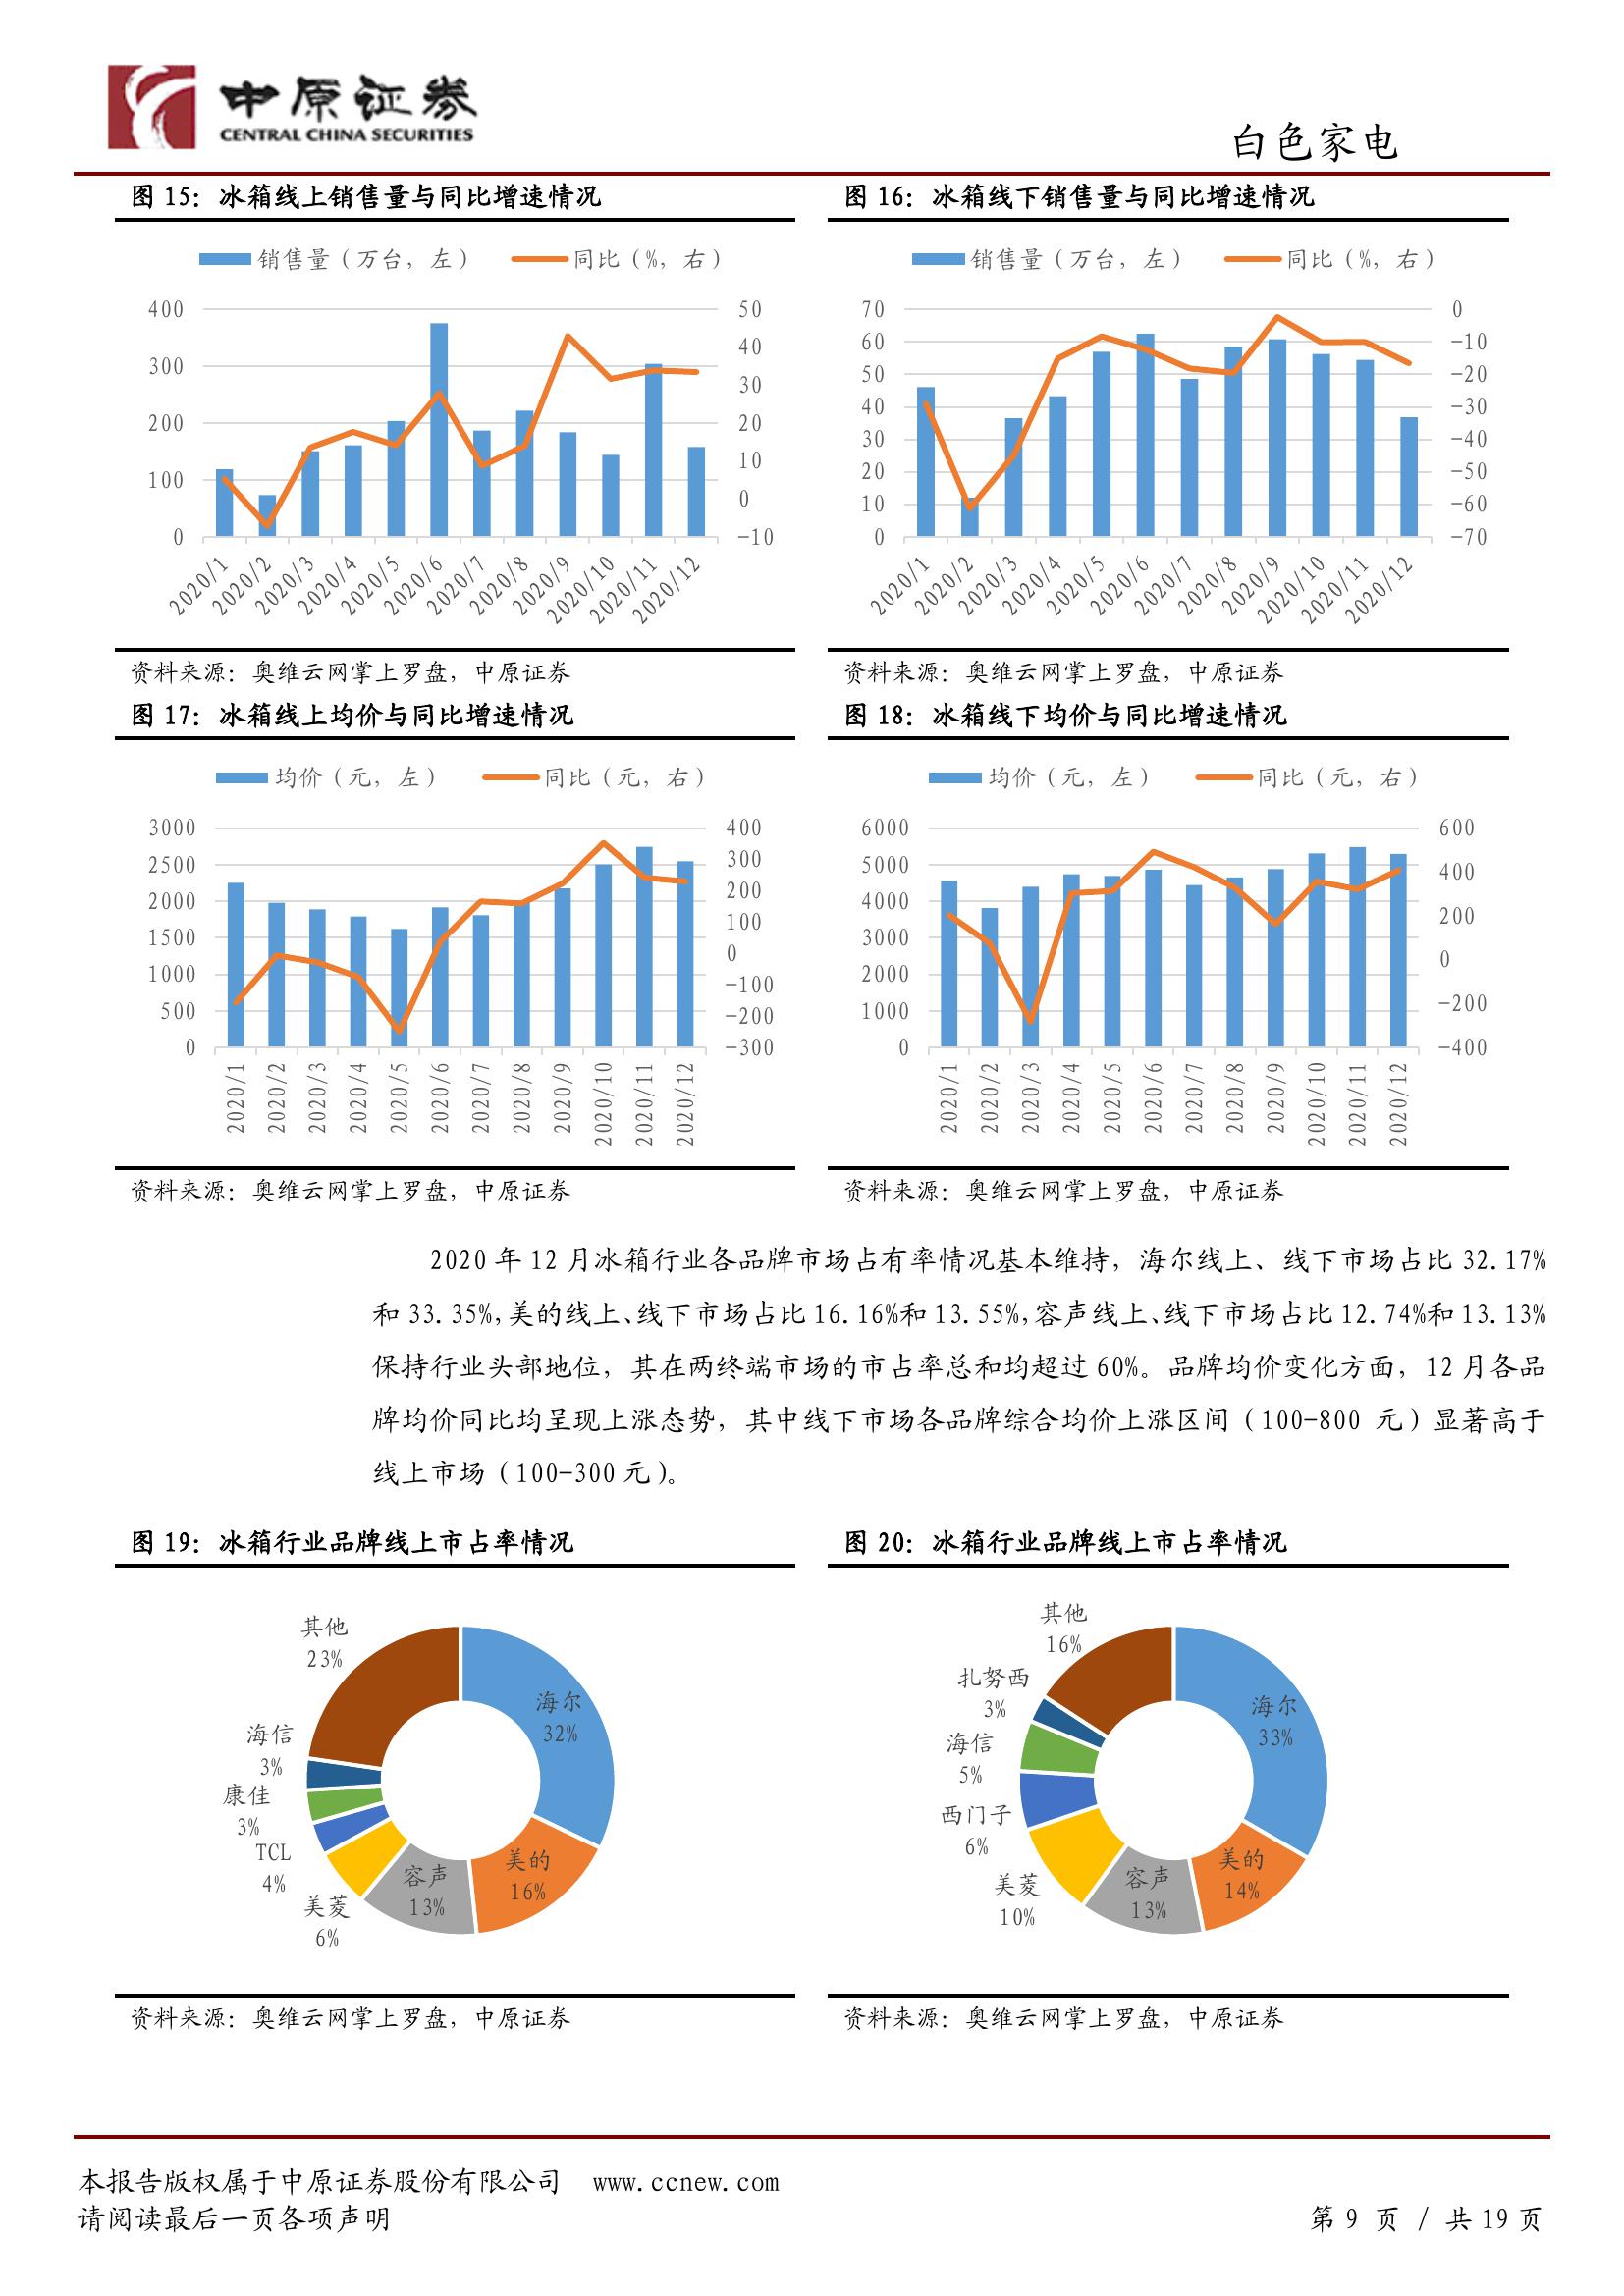 中原证券
CENTRAL CHINA SECURITIES
白色家电
图 15：冰箱线上销售量与同比增速情况
销售量（万台，左） 同比（%，右）
400
300
200
100
0
50
40
30
20
10
0
-10
2020/1 2020/2 2020/3 2020/4 2020/5 2020/6 2020/7 2020/8 2020/9 2020/10 2020/11 2020/12
资料来源：奥维云网掌上罗盘，中原证券
图 16：冰箱线下销售量与同比增速情况
销售量（万台，左） 同比（%，右）
70
60
50
40
30
20
10
0
0
-10
-20
-30
-40
-50
-60
-70
2020/1 2020/2 2020/3 2020/4 2020/5 2020/6 2020/7 2020/8 2020/9 2020/10 2020/11 2020/12
资料来源：奥维云网掌上罗盘，中原证券
图 17：冰箱线上均价与同比增速情况
均价（元，左） 同比（元，右）
3000
2500
2000
1500
1000
500
0
400
300
200
100
0
-100
-200
-300
2020/1 2020/2 2020/3 2020/4 2020/5 2020/6 2020/7 2020/8 2020/9 2020/10 2020/11 2020/12
资料来源：奥维云网掌上罗盘，中原证券
图 18：冰箱线下均价与同比增速情况
均价（元，左） 同比（元，右）
6000
5000
4000
3000
2000
1000
0
600
400
200
0
-200
-400
2020/1 2020/2 2020/3 2020/4 2020/5 2020/6 2020/7 2020/8 2020/9 2020/10 2020/11 2020/12
资料来源：奥维云网掌上罗盘，中原证券
2020 年 12 月冰箱行业各品牌市场占有率情况基本维持，海尔线上、线下市场占比 32.17%
和 33.35%,美的线上、线下市场占比 16.16%和 13.55%,容声线上、线下市场占比 12.74%和 13.13%
保持行业头部地位，其在两终端市场的市占率总和均超过 60%。品牌均价变化方面，12 月各品
牌均价同比均呈现上涨态势，其中线下市场各品牌综合均价上涨区间（100-800 元）显著高于
线上市场（100-300 元）。
图 19：冰箱行业品牌线上市占率情况
海尔
32%
美的
16%
容声
13%
美菱
6%
TCL
4%
康佳
3%
海信
3%
其他
23%
资料来源：奥维云网掌上罗盘，中原证券
图 20：冰箱行业品牌线上市占率情况
海尔
33%
美的
14%
容声
13%
美菱
10%
西门子
6%
海信
5%
扎努西
3%
其他
16%
资料来源：奥维云网掌上罗盘，中原证券
本报告版权属于中原证券股份有限公司 www.ccnew.com
请阅读最后一页各项声明
第 9 页 / 共 19 页